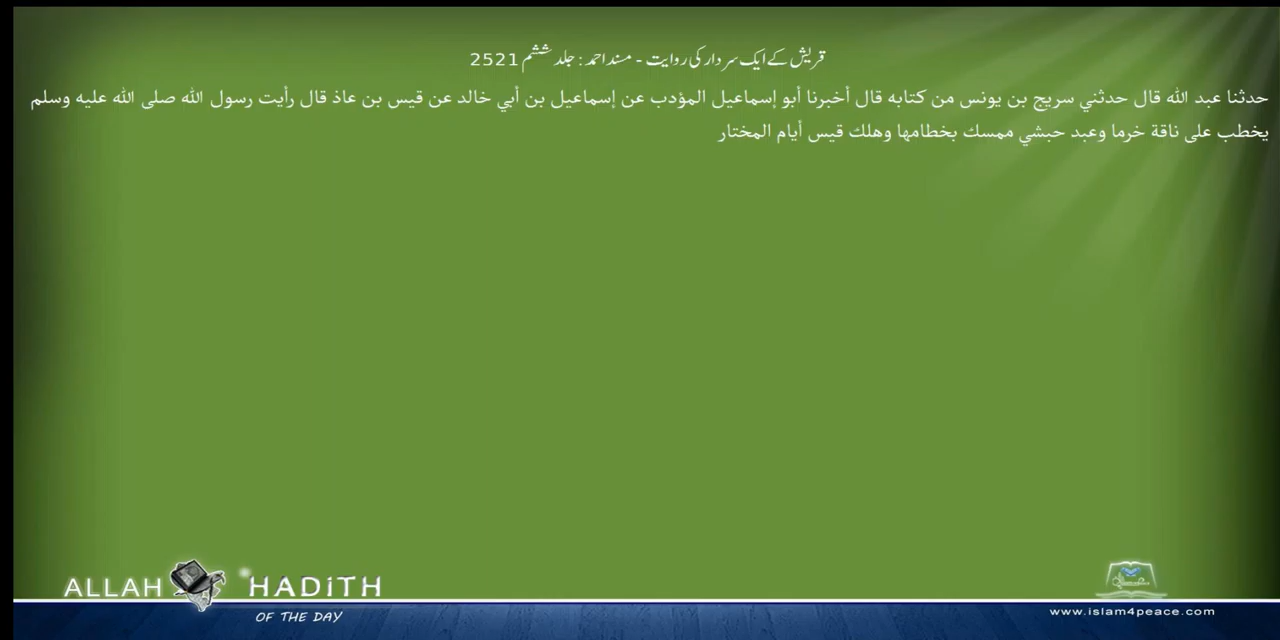 قریش کے ایک سردار کی روایت - مسند احمد : جلد ششم 2521
حدثنا عبد الله قال حدثني سريج بن يونس من كتابه قال أخبرنا أبو إسماعيل المؤدب عن إسماعيل بن أبي خالد عن قيس بن عاذ قال رأيت رسول الله صلى الله عليه وسلم
يخطب على ناقة خرما وعبد حبشي ممسك بخطامها وهلك قيس أيام المختار
ALLAH HADITH
OF THE DAY
www.islam4peace.com